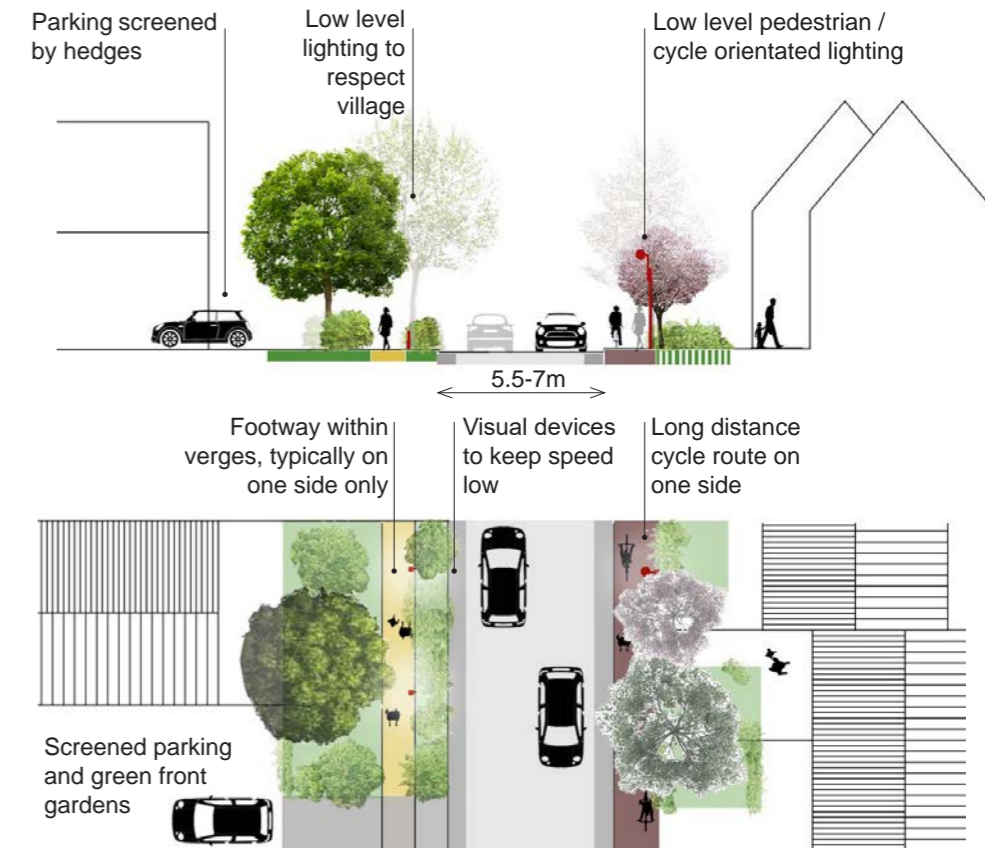 Parking screened
by hedges
Low level
lighting to
respect
village
Low level pedestrian /
cycle orientated lighting
5.5-7m
Footway within
verges, typically on
one side only
Visual devices
to keep speed
low
Long distance
cycle route on
one side
Screened parking
and green front
gardens